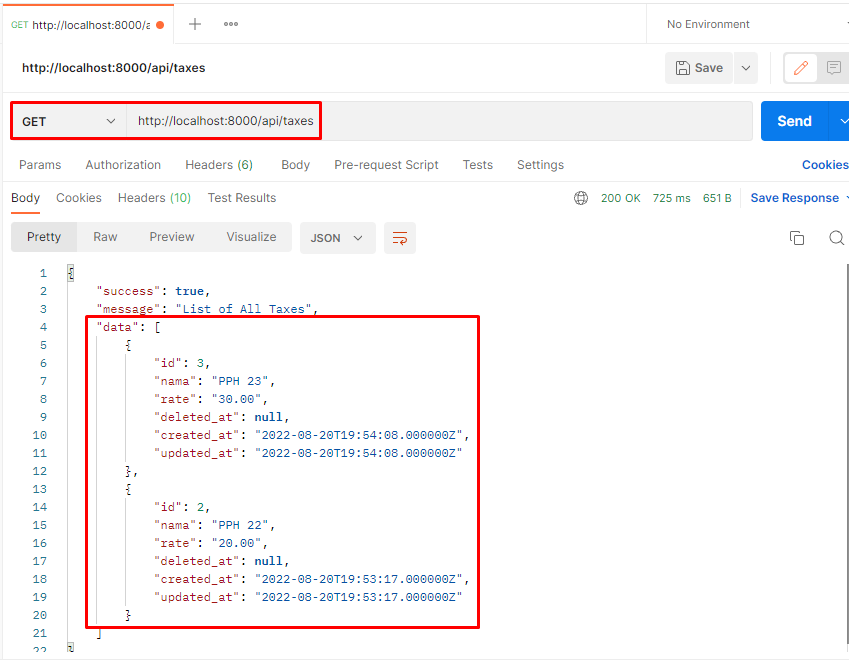 GET http://localhost:8000/a
No Environment
http://localhost:8000/api/taxes
Save
GET http://localhost:8000/api/taxes
Send
Params Authorization Headers (6) Body Pre-request Script Tests Settings Cookies
Body Cookies Headers (10) Test Results 200 OK 725 ms 651 B Save Response
Pretty Raw Preview Visualize JSON
1 {
2 "success": true,
3 "message": "List of All Taxes",
4 "data": [
5 {
6 "id": 3,
7 "nama": "PPH 23",
8 "rate": "30.00",
9 "deleted_at": null,
10 "created_at": "2022-08-20T19:54:08.000000Z",
11 "updated_at": "2022-08-20T19:54:08.000000Z"
12 },
13 {
14 "id": 2,
15 "nama": "PPH 22",
16 "rate": "20.00",
17 "deleted_at": null,
18 "created_at": "2022-08-20T19:53:17.000000Z",
19 "updated_at": "2022-08-20T19:53:17.000000Z"
20 }
21 ]
22 }